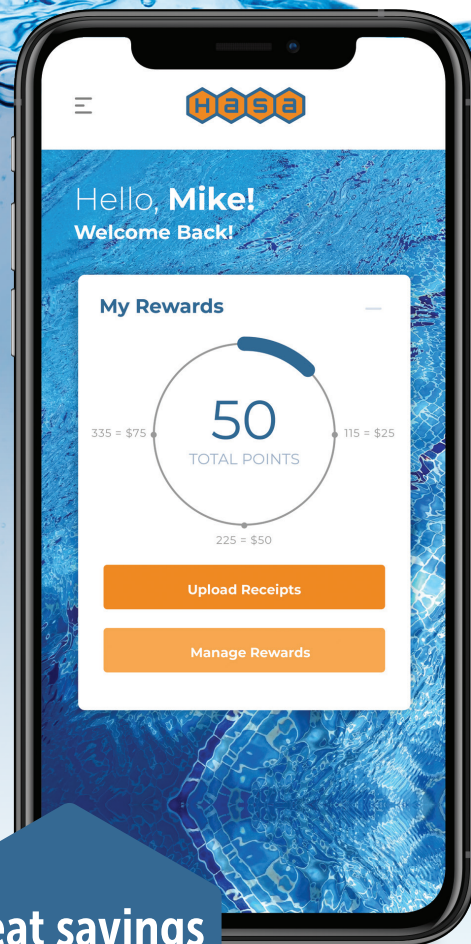 HASA
Hello, Mike!
Welcome Back!
My Rewards
50
TOTAL POINTS
335 = $75
115 = $25
225 = $50
Upload Receipts
Manage Rewards
savings